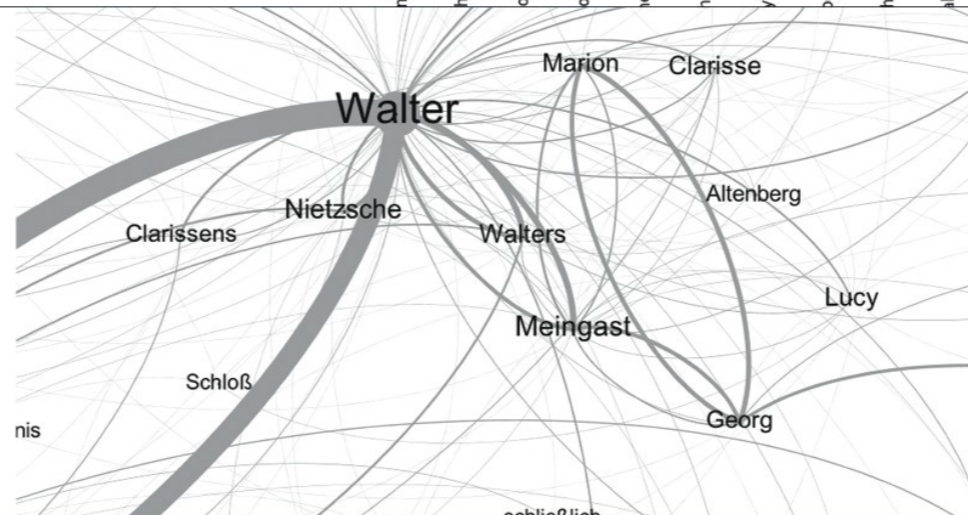 Marion
Clarisse
Walter
Altenberg
Nietzsche
Clarissens
Walters
Lucy
Meingast
Schloß
Georg
nis